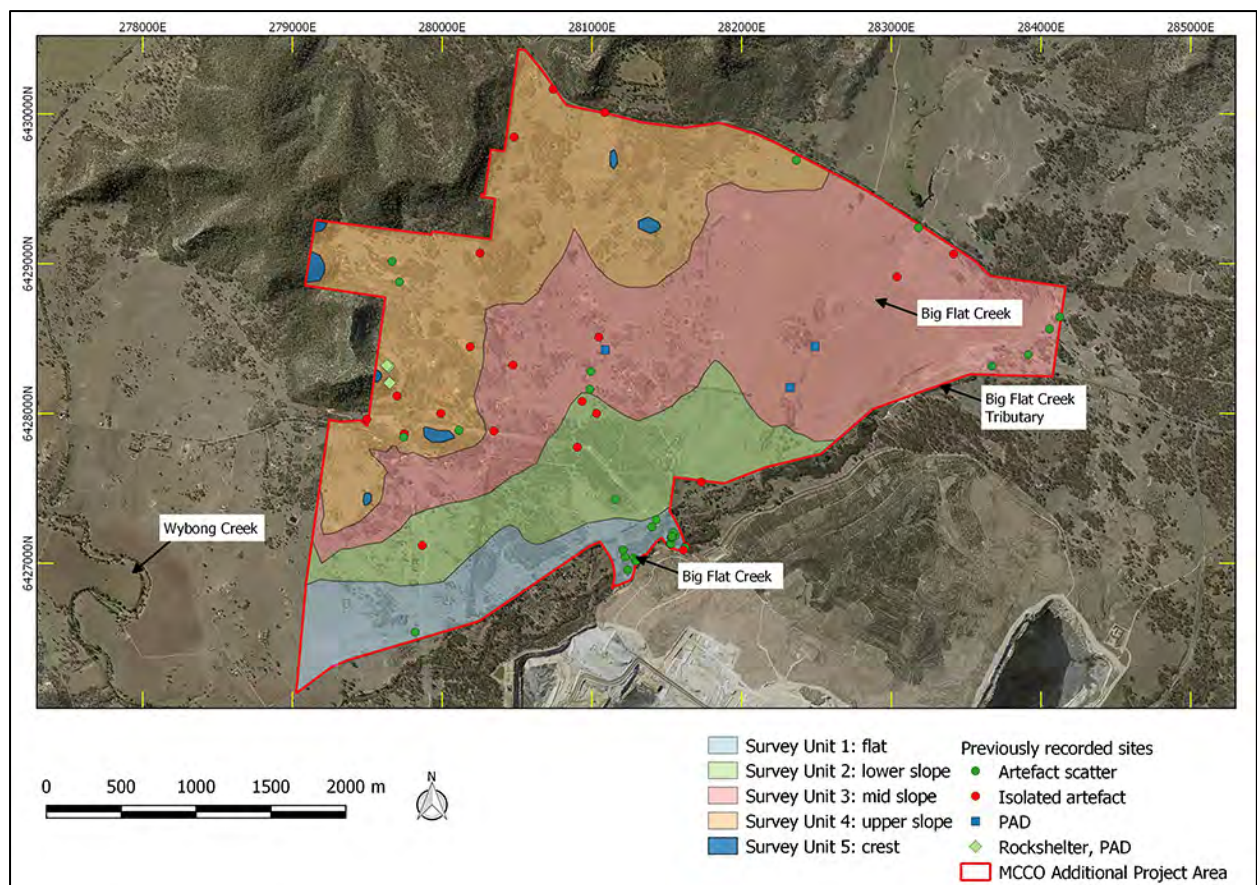 278000E 279000E 280000E 281000E 282000E 283000E 284000E 285000E
6430000N
6429000N
6428000N
6427000N
Big Flat Creek
Big Flat Creek
Tributary
Wybong Creek
Big Flat Creek
0 500 1000 1500 2000 m
N
Survey Unit 1: flat
Survey Unit 2: lower slope
Survey Unit 3: mid slope
Survey Unit 4: upper slope
Survey Unit 5: crest
Previously recorded sites
Artefact scatter
Isolated artefact
PAD
Rockshelter, PAD
MCCO Additional Project Area